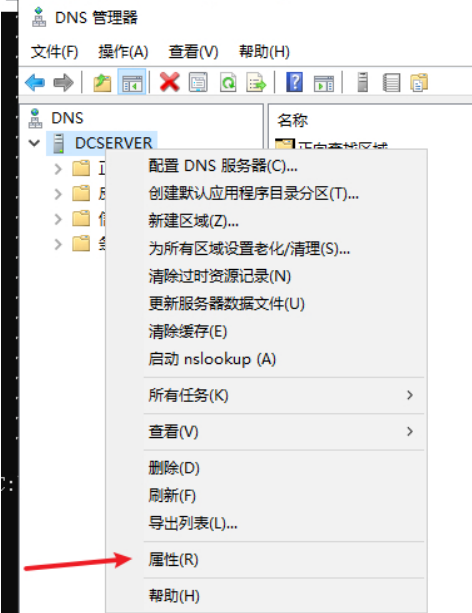 DNS 管理器
文件(F) 操作(A) 查看(V) 帮助(H)
DNS
名称
DCSERVER
正向查找区域
配置 DNS 服务器(C)...
创建默认应用程序目录分区(T)...
新建区域(Z)...
为所有区域设置老化/清理(S)...
清除过时资源记录(N)
更新服务器数据文件(U)
清除缓存(E)
启动 nslookup (A)
所有任务(K)
查看(V)
删除(D)
刷新(F)
导出列表(L)...
属性(R)
帮助(H)